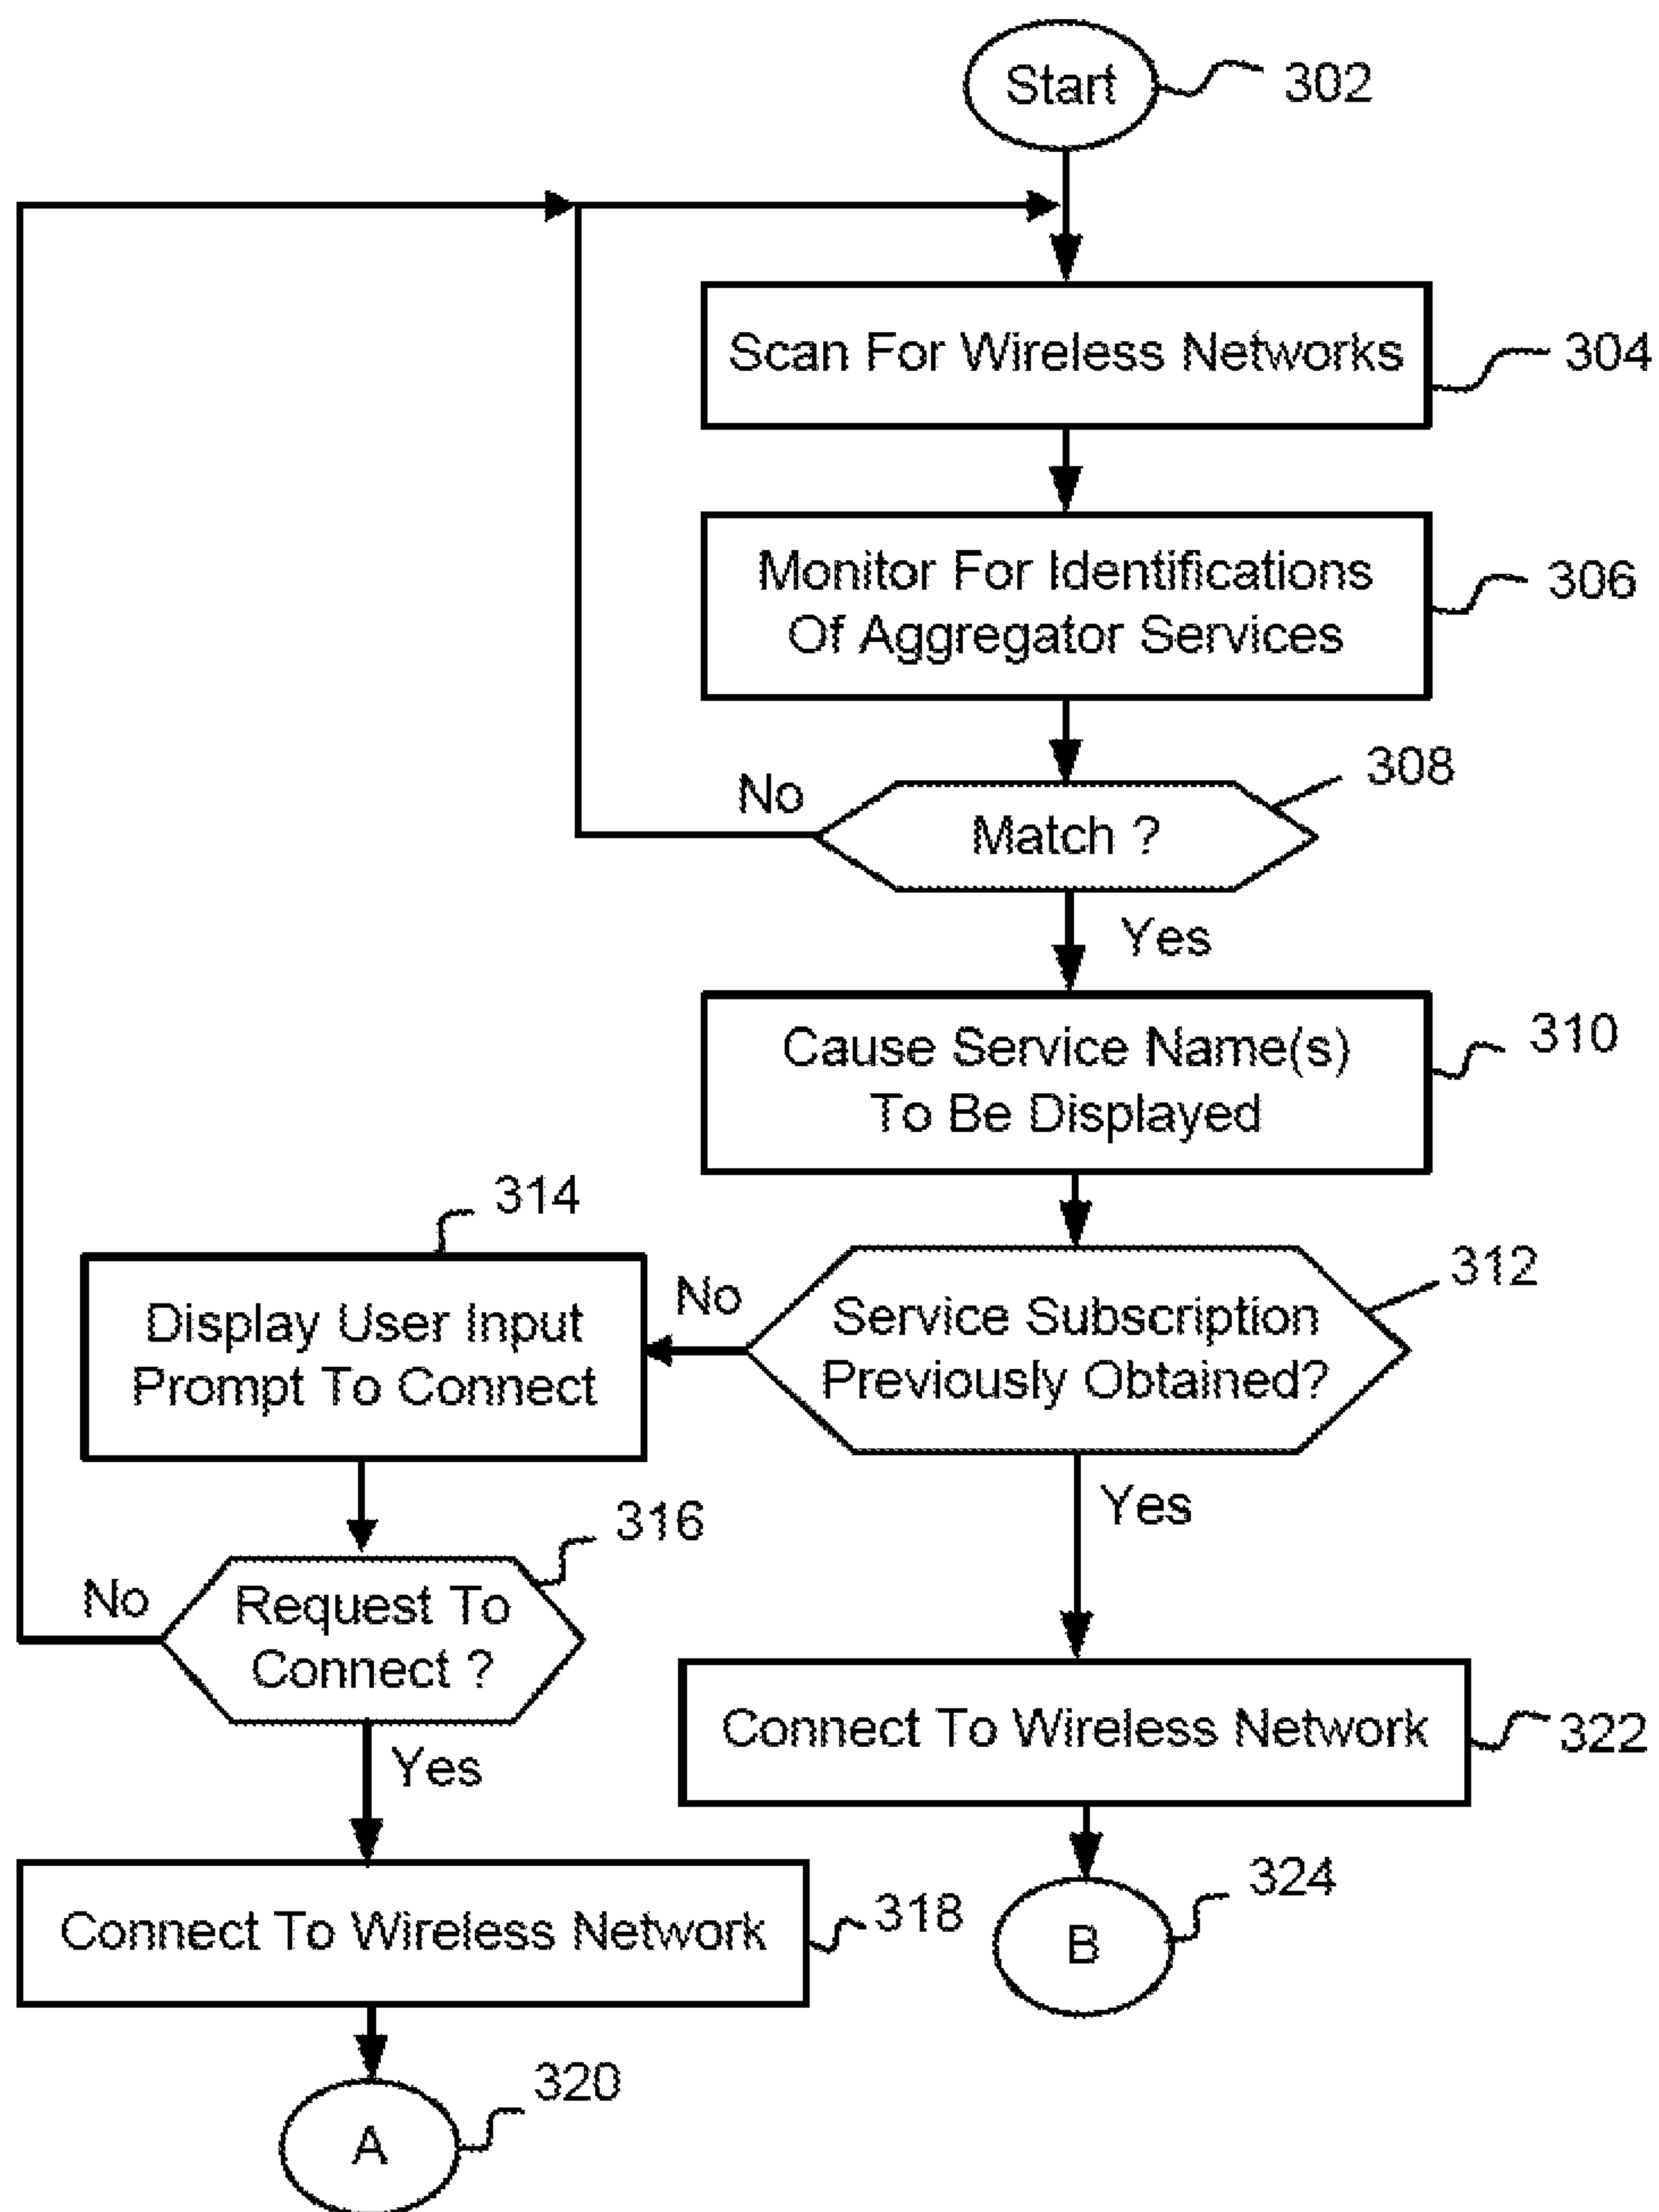 Start
302
Scan For Wireless Networks
304
Monitor For Identifications
Of Aggregator Services
306
Match ?
308
No
Yes
Cause Service Name(s)
To Be Displayed
310
Service Subscription
Previously Obtained?
312
No
Yes
314
Display User Input
Prompt To Connect
316
Request To
Connect ?
No
Yes
Connect To Wireless Network
322
Connect To Wireless Network
318
B
324
A
320